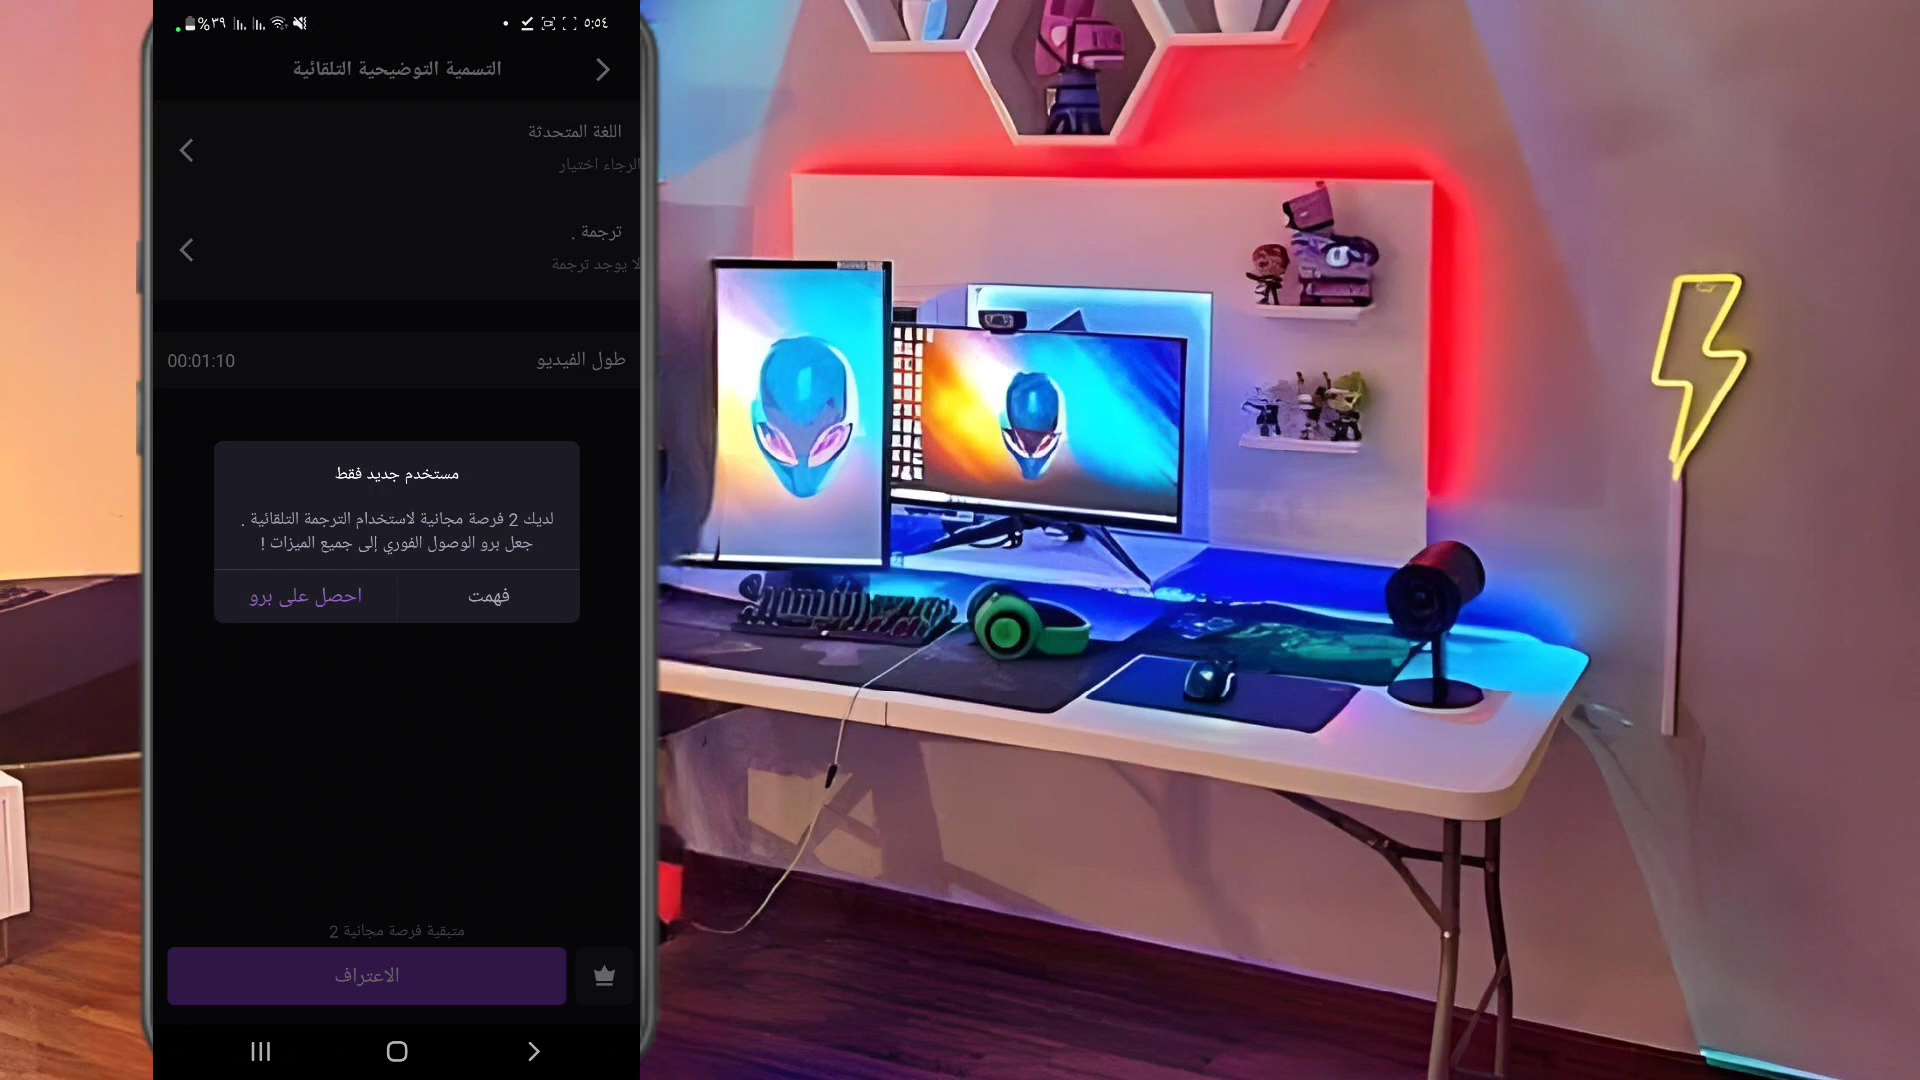 %٣٩
٥:٥٤
التسمية التوضيحية التلقائية
اللغة المتحدثة
الرجاء اختيار
ترجمة .
لا يوجد ترجمة
طول الفيديو
00:01:10
مستخدم جديد فقط
لديك 2 فرصة مجانية لاستخدام الترجمة التلقائية .
جعل برو الوصول الفوري إلى جميع الميزات !
فهمت
احصل على برو
متبقية فرصة مجانية 2
الاعتراف